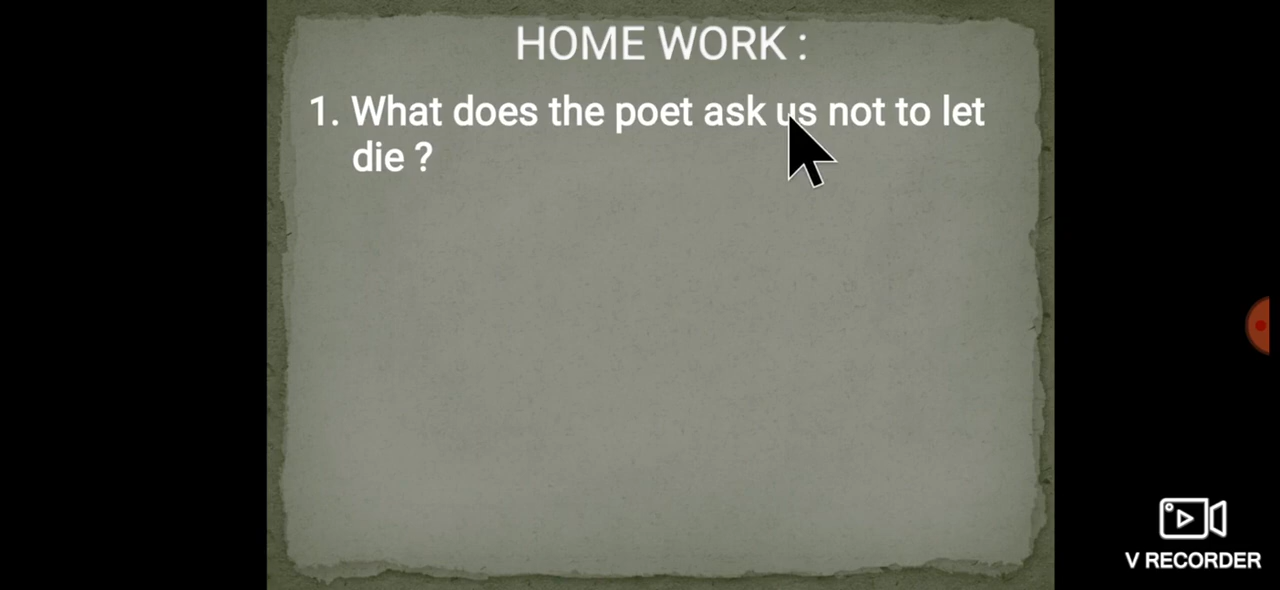 HOME WORK :
1. What does the poet ask us not to let
die ?
V RECORDER